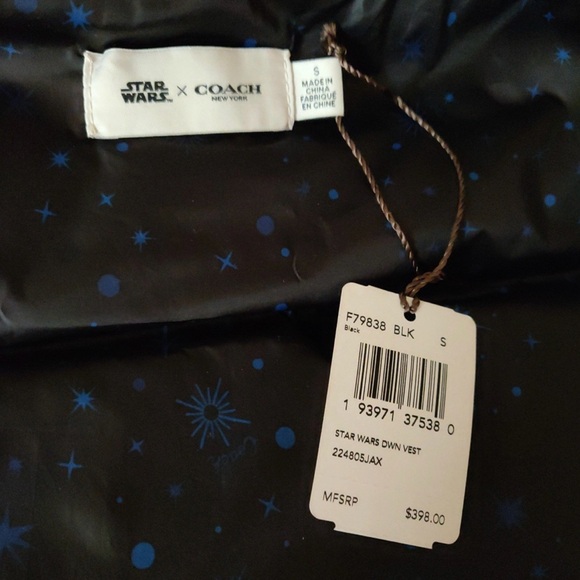 STAR
WARS™ X COACH
NEW YORK
S
MADE IN
CHINA
FABRIQUÉ
EN CHINE
F79838 BLK S
Black
1 93971 37538 0
STAR WARS DWN VEST
224805JAX
MFSRP $398.00